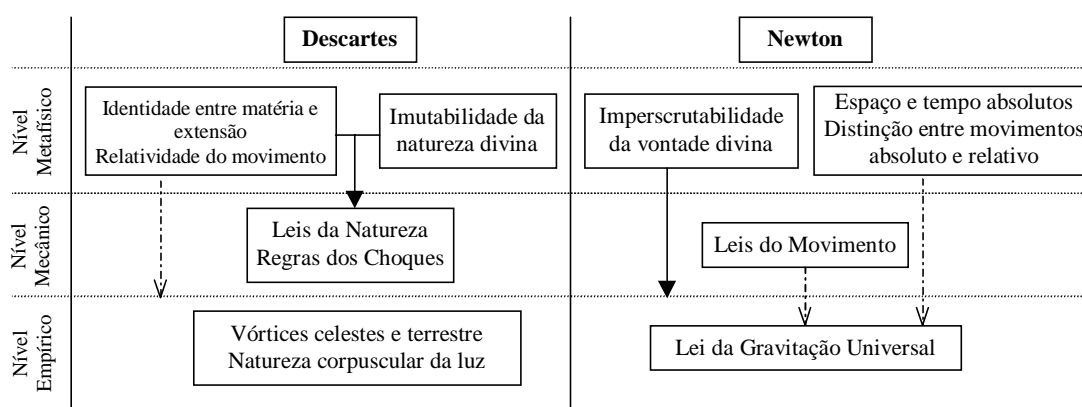 Descartes
Newton
Nível
Metafísico
Identidade entre matéria e
extensão
Relatividade do movimento
Imutabilidade da
natureza divina
Imperscrutabilidade
da vontade divina
Espaço e tempo absolutos
Distinção entre movimentos
absoluto e relativo
Nível
Mecânico
Leis da Natureza
Regras dos Choques
Leis do Movimento
Nível
Empírico
Vórtices celestes e terrestre
Natureza corpuscular da luz
Lei da Gravitação Universal